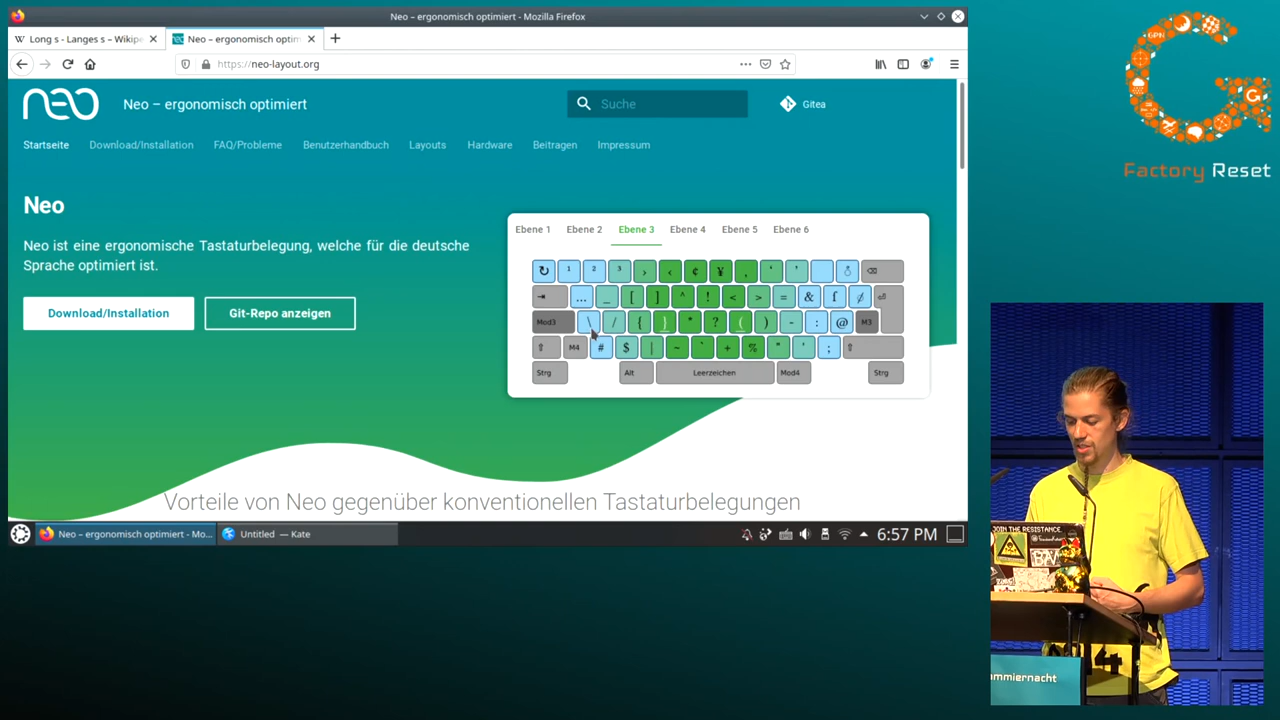 Neo – ergonomisch optimiert - Mozilla Firefox
Long s - Langes s – Wikipe
Neo – ergonomisch optim
https://neo-layout.org
neo
Neo – ergonomisch optimiert
Suche
Gitea
Startseite
Download/Installation
FAQ/Probleme
Benutzerhandbuch
Layouts
Hardware
Beitragen
Impressum
Neo
Neo ist eine ergonomische Tastaturbelegung, welche für die deutsche
Sprache optimiert ist.
Download/Installation
Git-Repo anzeigen
Ebene 1
Ebene 2
Ebene 3
Ebene 4
Ebene 5
Ebene 6
↻ ¹ ² ³ › ‹ ¢ ¥ ‚ ‘ ’
… _ [ ] ^ ! < > = & ſ
Mod3 \ / { } * ? ( ) - : @ M3
⇧ M4 # $ | ~ ` + % " ' ; ⇧
Strg Alt Leerzeichen Mod4 Strg
Vorteile von Neo gegenüber konventionellen Tastaturbelegungen
Neo – ergonomisch optimiert - Mo...
Untitled — Kate
6:57 PM
GPN
G
Factory Reset
JOIN THE RESISTANCE.
mmiernacht